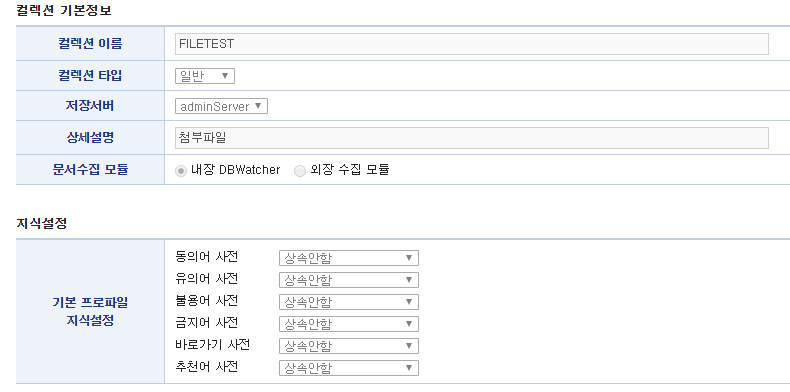 컬렉션 기본정보
컬렉션 이름 FILETEST
컬렉션 타입 일반
저장서버 adminServer
상세설명 첨부파일
문서수집 모듈 내장 DBWatcher 외장 수집 모듈
지식설정
기본 프로파일
지식설정
동의어 사전 상속안함
유의어 사전 상속안함
불용어 사전 상속안함
금지어 사전 상속안함
바로가기 사전 상속안함
추천어 사전 상속안함